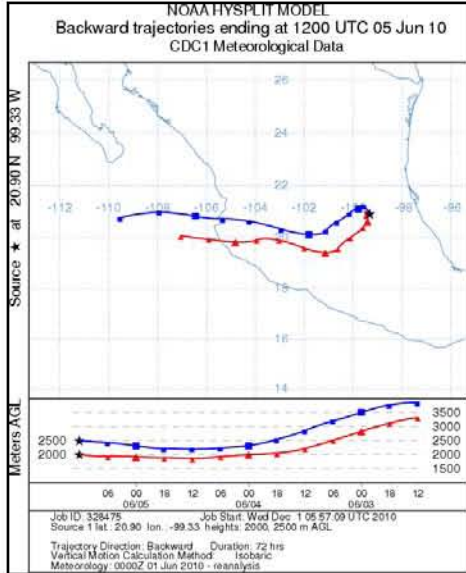 NOAA HYSPLIT MODEL
Backward trajectories ending at 1200 UTC 05 Jun 10
CDC1 Meteorological Data
Source ★ at 20.90 N 99.33 W
26
24
22
-112 -110 -108 -106 -104 -102 -100 -98 -96
20
18
16
14
Meters AGL
2500
2000
3500
3000
2500
2000
1500
06 00 18 12 06 00 18 12 06 00 18 12
06/05 06/04 06/03
Job ID: 328475 Job Start: Wed Dec 1 05:57:09 UTC 2010
Source 1 lat.: 20.90 lon.: -99.33 heights: 2000, 2500 m AGL
Trajectory Direction: Backward Duration: 72 hrs
Vertical Motion Calculation Method: Isobaric
Meteorology: 0000Z 01 Jun 2010 - reanalysis